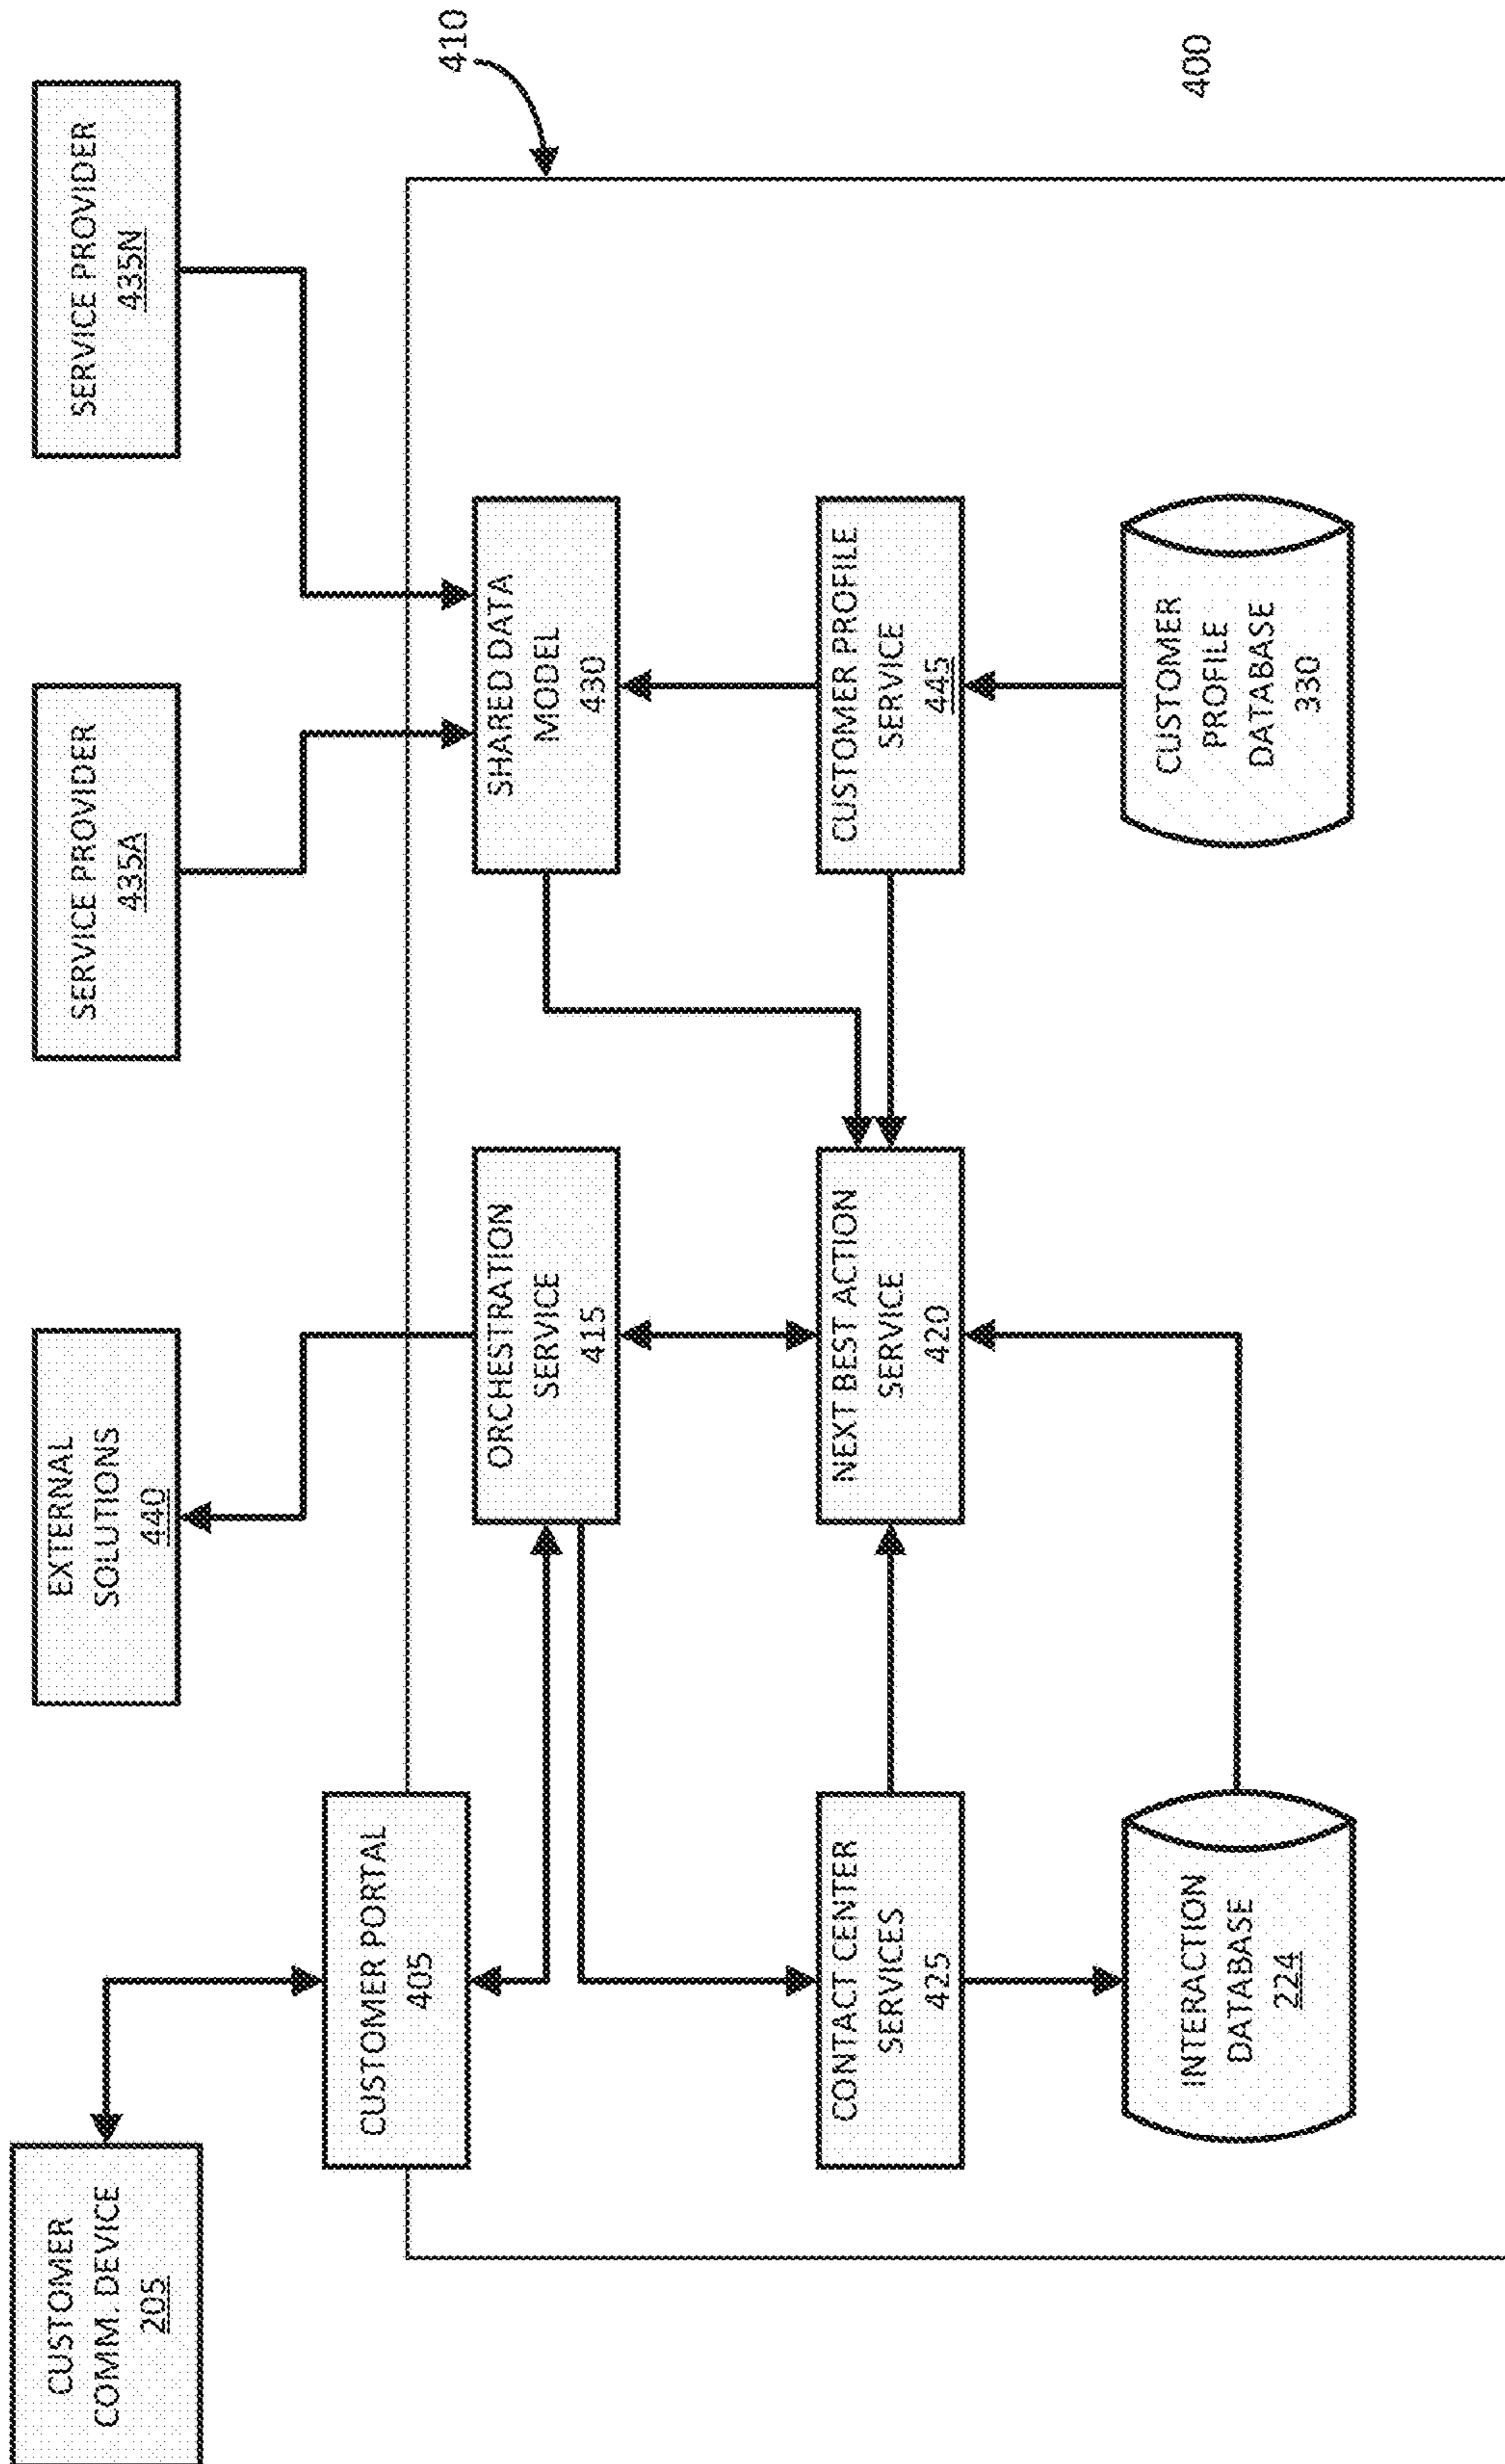 CUSTOMER
COMM. DEVICE
205
EXTERNAL
SOLUTIONS
440
SERVICE PROVIDER
435A
SERVICE PROVIDER
435N
410
CUSTOMER PORTAL
405
ORCHESTRATION
SERVICE
415
SHARED DATA
MODEL
430
CONTACT CENTER
SERVICES
425
NEXT BEST ACTION
SERVICE
420
CUSTOMER PROFILE
SERVICE
445
INTERACTION
DATABASE
224
CUSTOMER
PROFILE
DATABASE
330
400